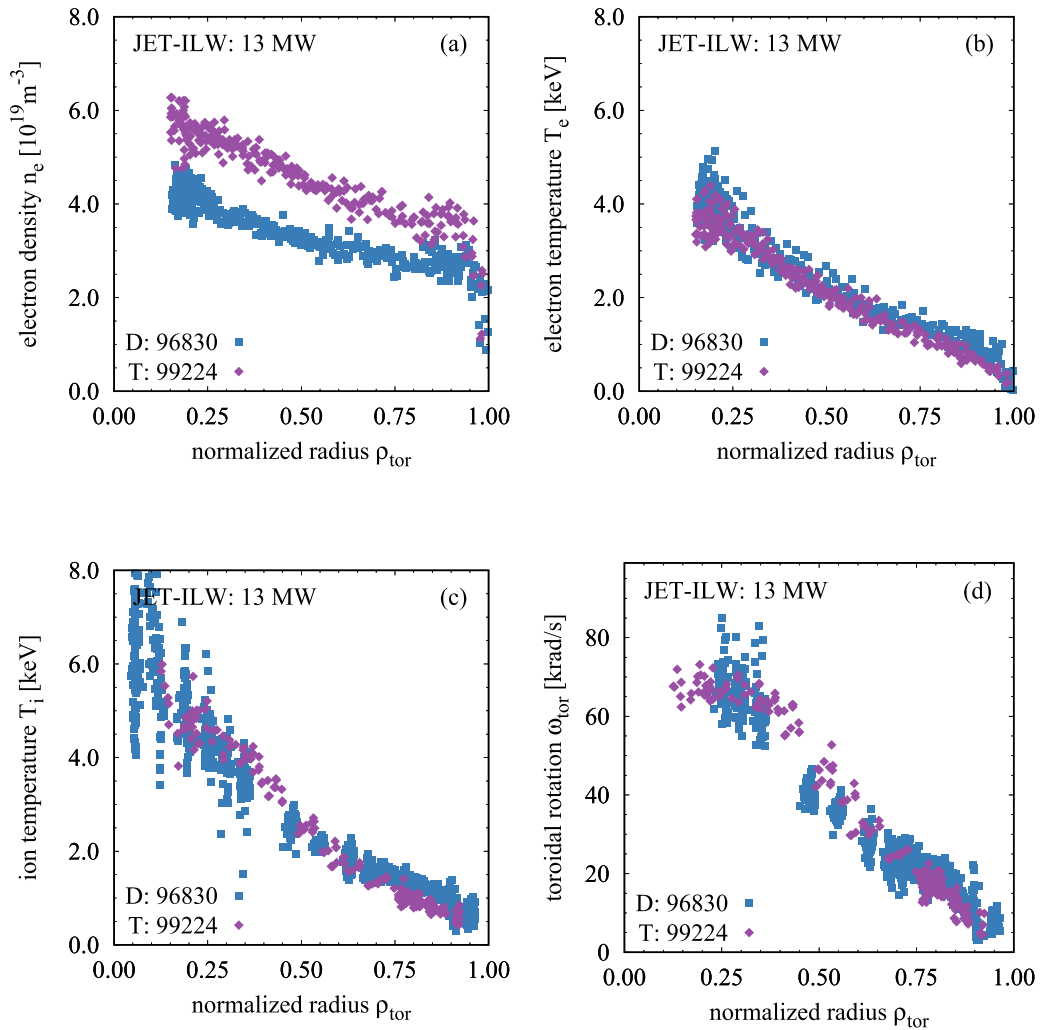 JET-ILW: 13 MW (a)
electron density nₑ [10¹⁹m⁻³]
8.0
6.0
4.0
2.0
0.0
D: 96830
T: 99224
0.00 0.25 0.50 0.75 1.00
normalized radius ρ_tor
JET-ILW: 13 MW (b)
electron temperature Tₑ [keV]
8.0
6.0
4.0
2.0
0.0
D: 96830
T: 99224
0.00 0.25 0.50 0.75 1.00
normalized radius ρ_tor
JET-ILW: 13 MW (c)
ion temperature Tᵢ [keV]
8.0
6.0
4.0
2.0
0.0
D: 96830
T: 99224
0.00 0.25 0.50 0.75 1.00
normalized radius ρ_tor
JET-ILW: 13 MW (d)
toroidal rotation ω_tor [krad/s]
80
60
40
20
0
D: 96830
T: 99224
0.00 0.25 0.50 0.75 1.00
normalized radius ρ_tor